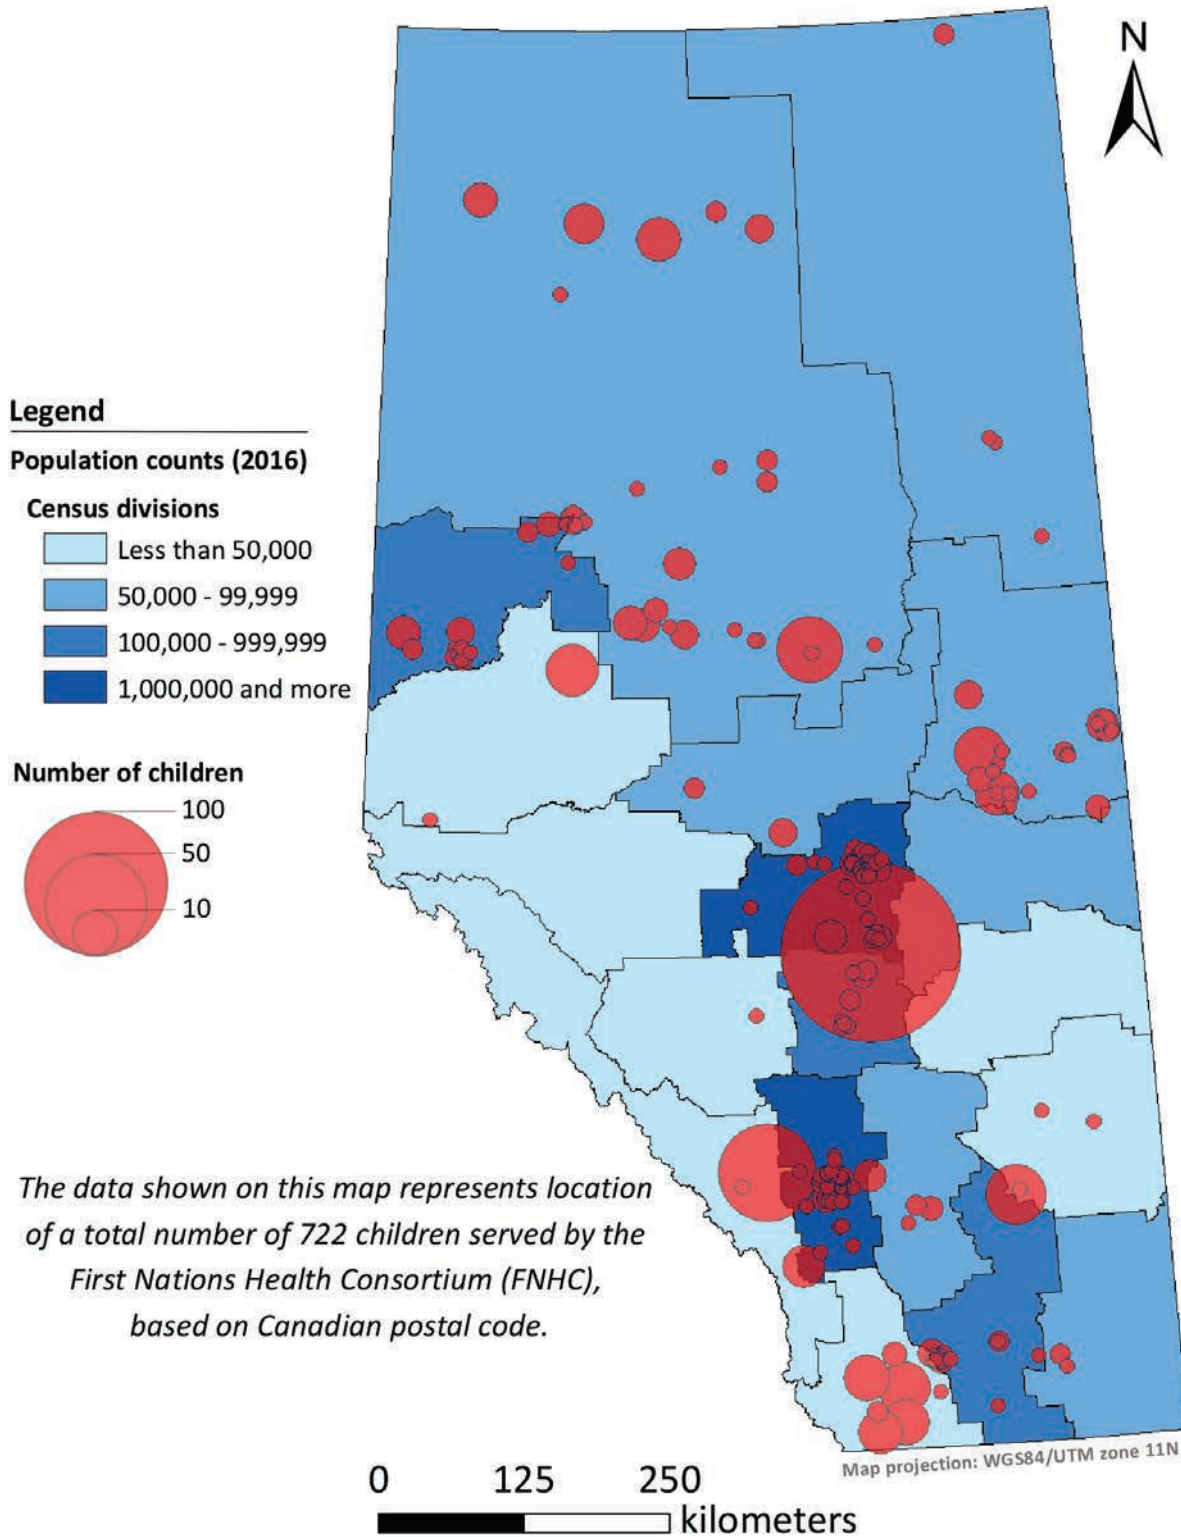 N
Legend
Population counts (2016)
Census divisions
Less than 50,000
50,000 - 99,999
100,000 - 999,999
1,000,000 and more
Number of children
100
50
10
The data shown on this map represents location
of a total number of 722 children served by the
First Nations Health Consortium (FNHC),
based on Canadian postal code.
Map projection: WGS84/UTM zone 11N
0 125 250
kilometers